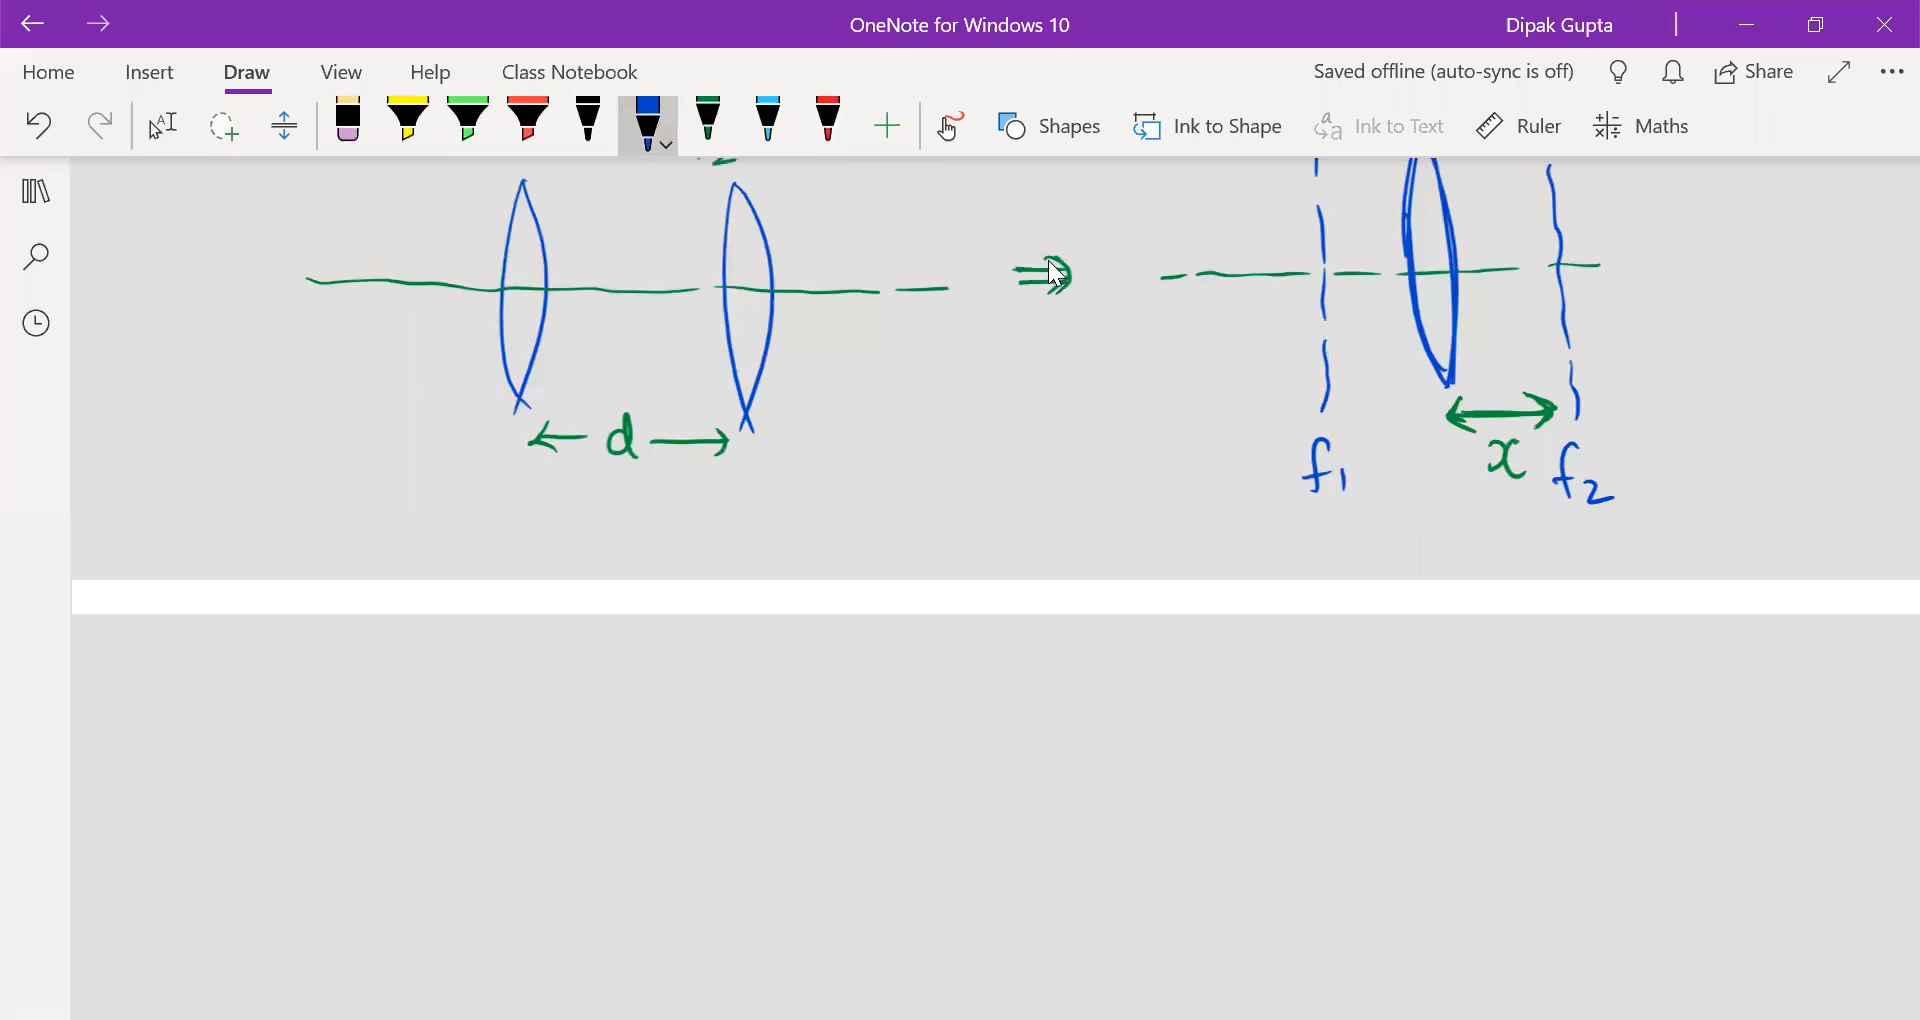 OneNote for Windows 10
Dipak Gupta
Home Insert Draw View Help Class Notebook
Saved offline (auto-sync is off) Share
Shapes Ink to Shape Ink to Text Ruler Maths
2
d
x
f1
f2